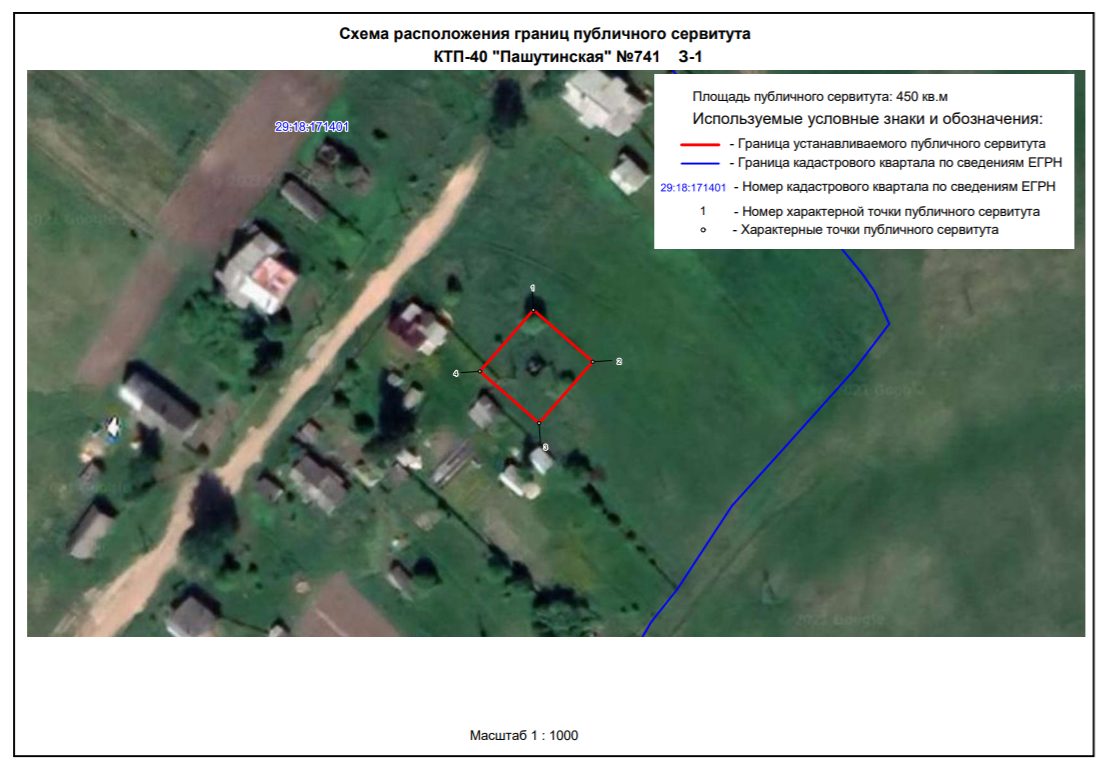 Схема расположения границ публичного сервитута
КТП-40 "Пашутинская" №741 З-1
Площадь публичного сервитута: 450 кв.м
Используемые условные знаки и обозначения:
- Граница устанавливаемого публичного сервитута
- Граница кадастрового квартала по сведениям ЕГРН
29:18:171401 - Номер кадастрового квартала по сведениям ЕГРН
1 - Номер характерной точки публичного сервитута
- Характерные точки публичного сервитута
29:18:171401
1
2
4
3
Масштаб 1 : 1000